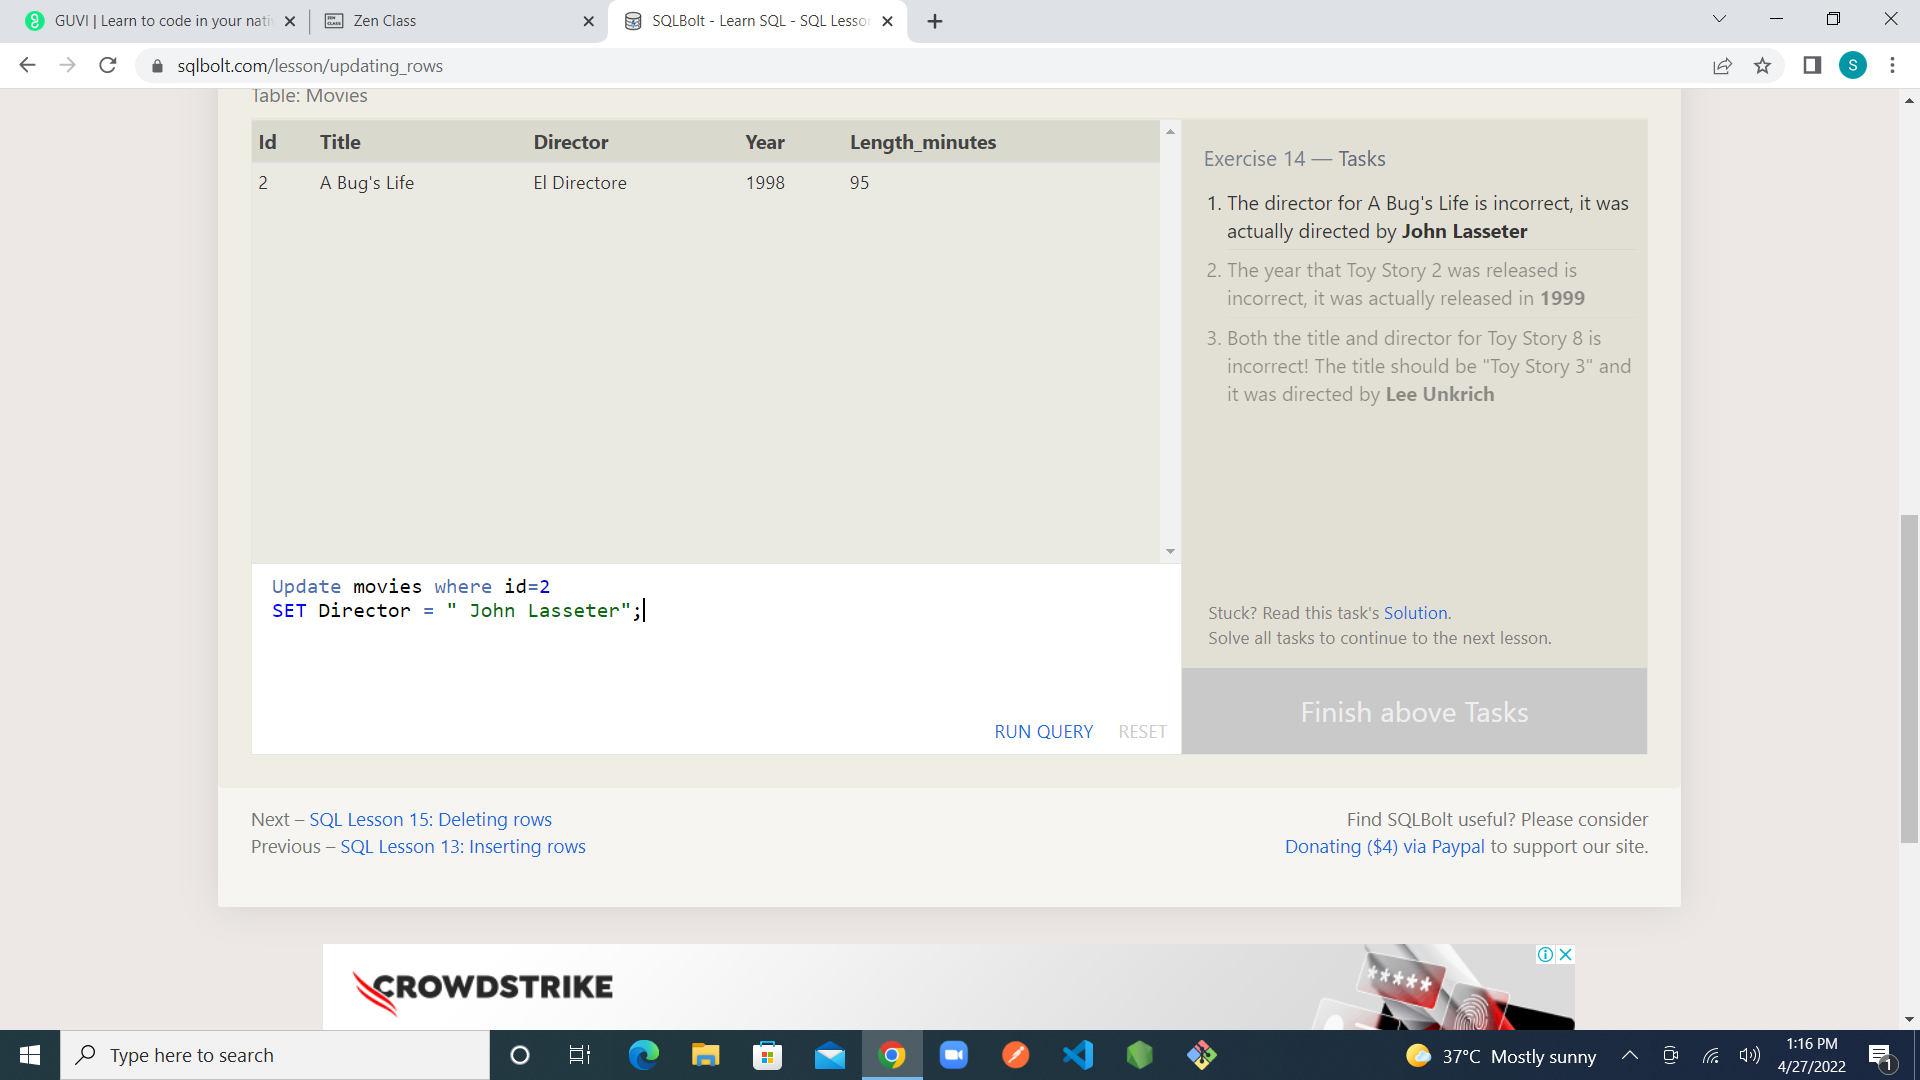 GUVI | Learn to code in your nati
Zen Class
SQLBolt - Learn SQL - SQL Lesson
sqlbolt.com/lesson/updating_rows
S
Table: Movies
Id Title Director Year Length_minutes
2 A Bug's Life El Directore 1998 95
Exercise 14 — Tasks
1. The director for A Bug's Life is incorrect, it was
actually directed by John Lasseter
2. The year that Toy Story 2 was released is
incorrect, it was actually released in 1999
3. Both the title and director for Toy Story 8 is
incorrect! The title should be "Toy Story 3" and
it was directed by Lee Unkrich
Update movies where id=2
SET Director = " John Lasseter";
RUN QUERY RESET
Stuck? Read this task's Solution.
Solve all tasks to continue to the next lesson.
Finish above Tasks
Next – SQL Lesson 15: Deleting rows
Previous – SQL Lesson 13: Inserting rows
Find SQLBolt useful? Please consider
Donating ($4) via Paypal to support our site.
CROWDSTRIKE
*****
Type here to search
37°C Mostly sunny
1:16 PM
4/27/2022
1